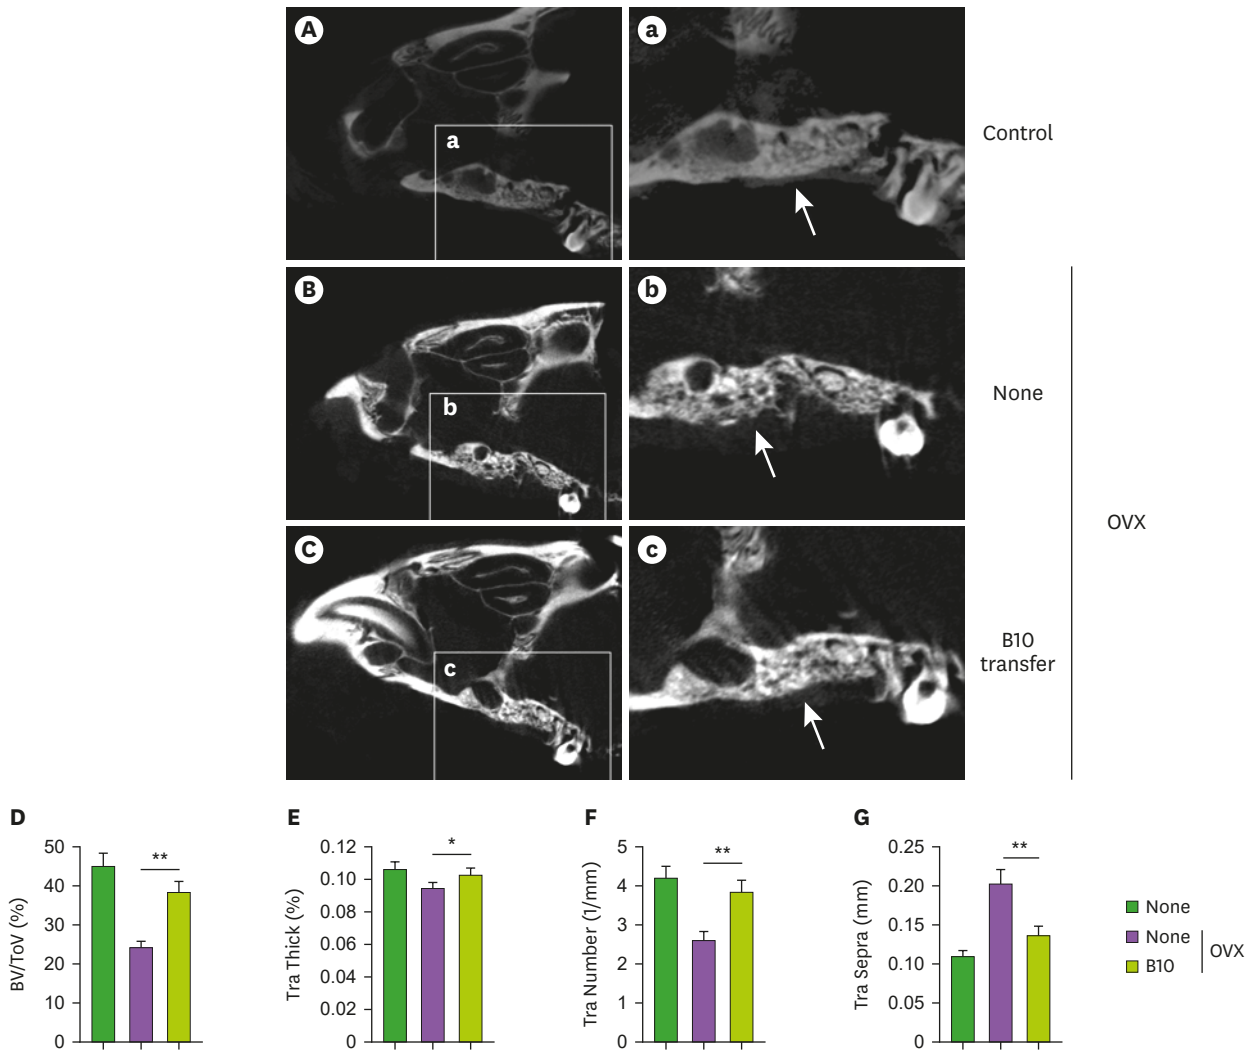 A
a
a
Control
B
b
b
None
C
c
c
B10
transfer
OVX
D
BV/ToV (%)
50
40
30
20
10
0
**
E
Tra Thick (%)
0.12
0.10
0.08
0.06
0.04
0.02
0
*
F
Tra Number (1/mm)
5
4
3
2
1
0
**
G
Tra Sepra (mm)
0.25
0.20
0.15
0.10
0.05
0
**
None
None
B10
OVX